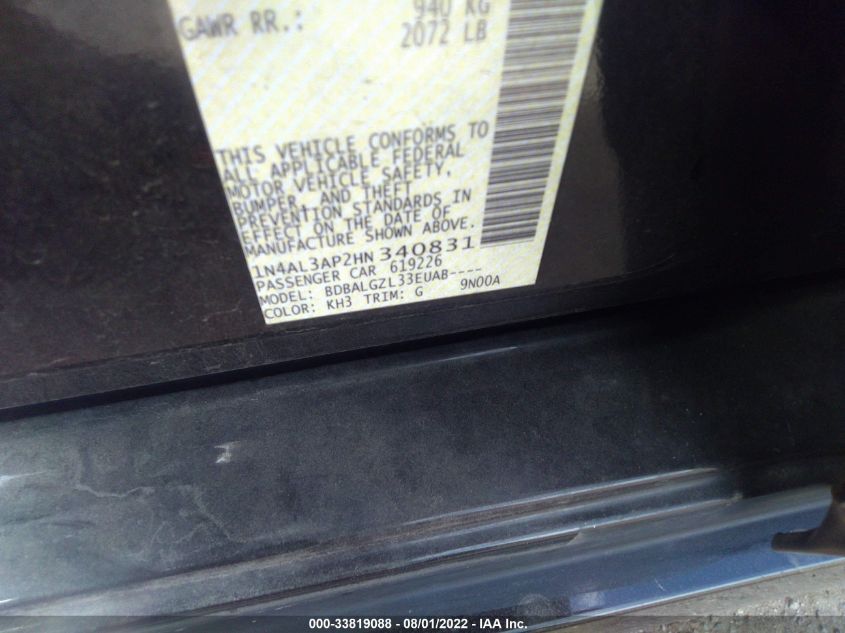 GAWR RR.: 940 KG
2072 LB
THIS VEHICLE CONFORMS TO
ALL APPLICABLE FEDERAL
MOTOR VEHICLE SAFETY,
BUMPER, AND THEFT
PREVENTION STANDARDS IN
EFFECT ON THE DATE OF
MANUFACTURE SHOWN ABOVE.
1N4AL3AP2HN 340831
PASSENGER CAR 619226
MODEL: BDBALGZL33EUAB----
COLOR: KH3 TRIM: G 9N00A
000-33819088 - 08/01/2022 - IAA Inc.